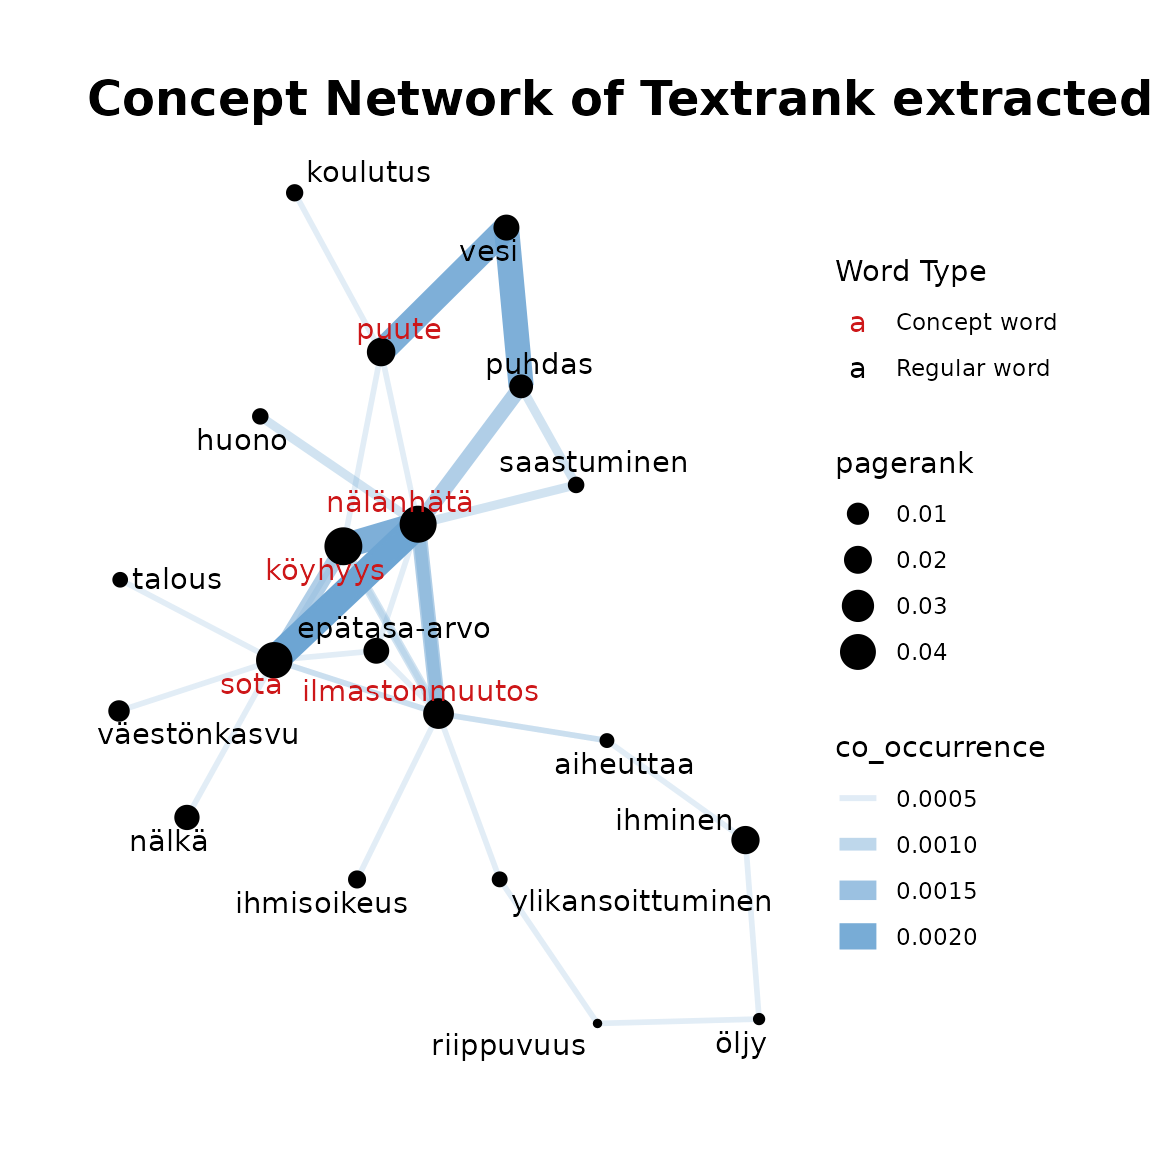 Concept Network of Textrank extracted
koulutus
vesi
puute
puhdas
huono
saastuminen
nälänhätä
köyhyys
talous
epätasa-arvo
sota
ilmastonmuutos
väestönkasvu
aiheuttaa
ihminen
nälkä
ihmisoikeus
ylikansoittuminen
riippuvuus
öljy
Word Type
a Concept word
a Regular word
pagerank
0.01
0.02
0.03
0.04
co_occurrence
0.0005
0.0010
0.0015
0.0020